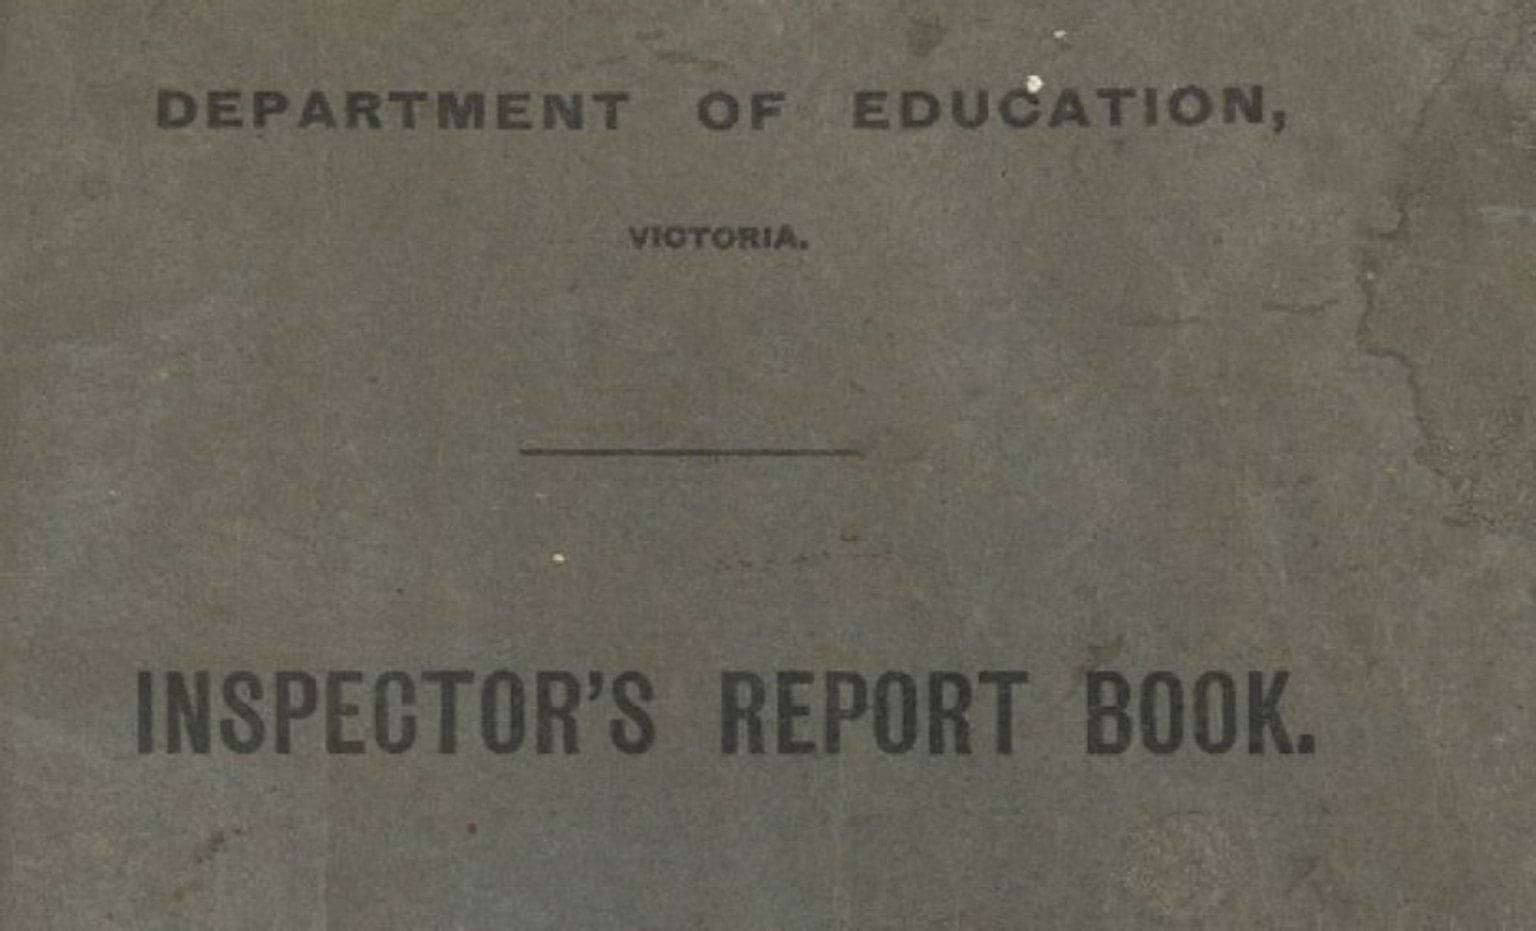 DEPARTMENT OF EDUCATION,
VICTORIA.
INSPECTOR'S REPORT BOOK.